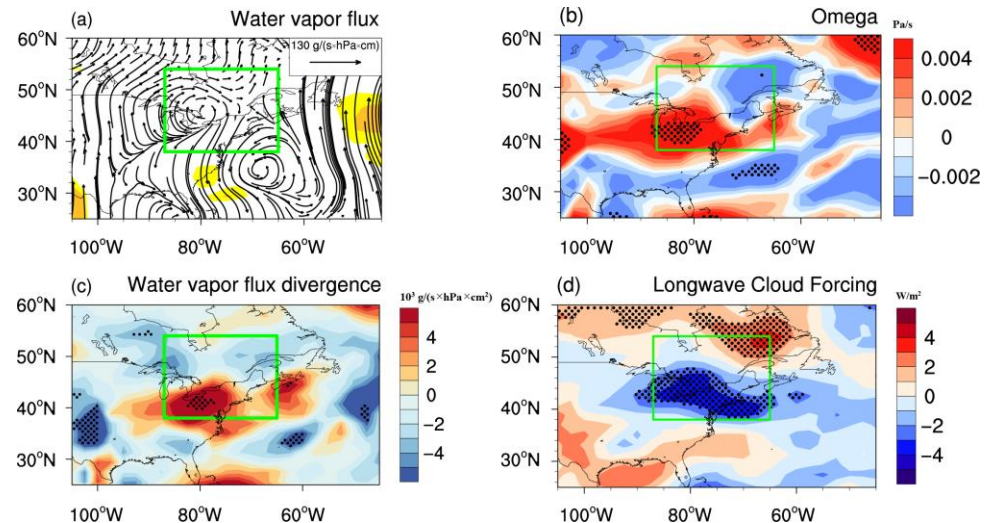 (a) Water vapor flux
130 g/(s×hPa×cm)
60°N
50°N
40°N
30°N
100°W 80°W 60°W
(b) Omega
Pa/s
60°N
50°N
40°N
30°N
100°W 80°W 60°W
0.004
0.002
0
−0.002
(c) Water vapor flux divergence
10³ g/(s×hPa×cm²)
60°N
50°N
40°N
30°N
100°W 80°W 60°W
4
2
0
−2
−4
(d) Longwave Cloud Forcing
W/m²
60°N
50°N
40°N
30°N
100°W 80°W 60°W
4
2
0
−2
−4